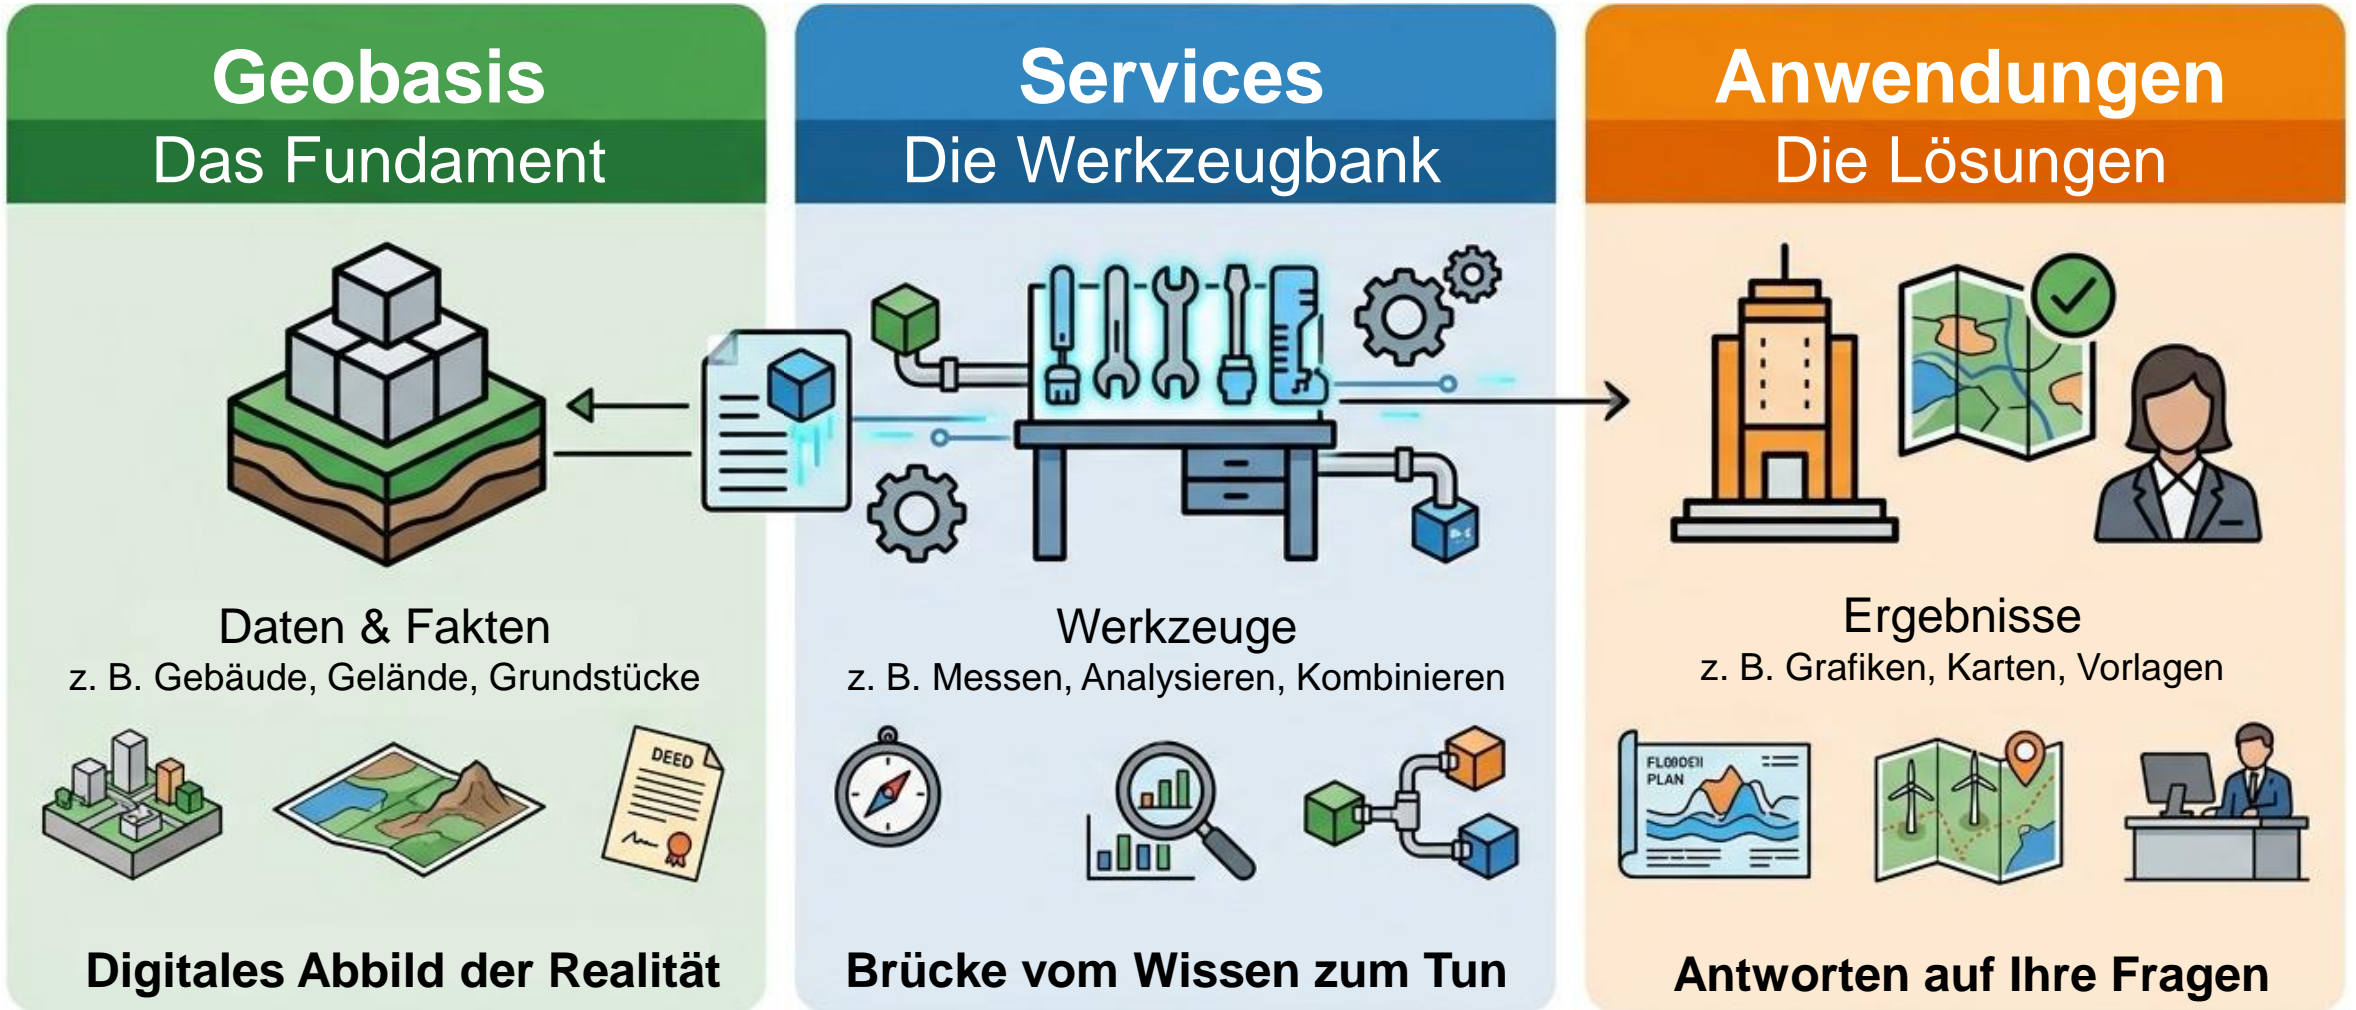 Geobasis
Das Fundament
Daten & Fakten
z. B. Gebäude, Gelände, Grundstücke
DEED
Digitales Abbild der Realität
Services
Die Werkzeugbank
Werkzeuge
z. B. Messen, Analysieren, Kombinieren
Brücke vom Wissen zum Tun
Anwendungen
Die Lösungen
Ergebnisse
z. B. Grafiken, Karten, Vorlagen
PLAN
Antworten auf Ihre Fragen